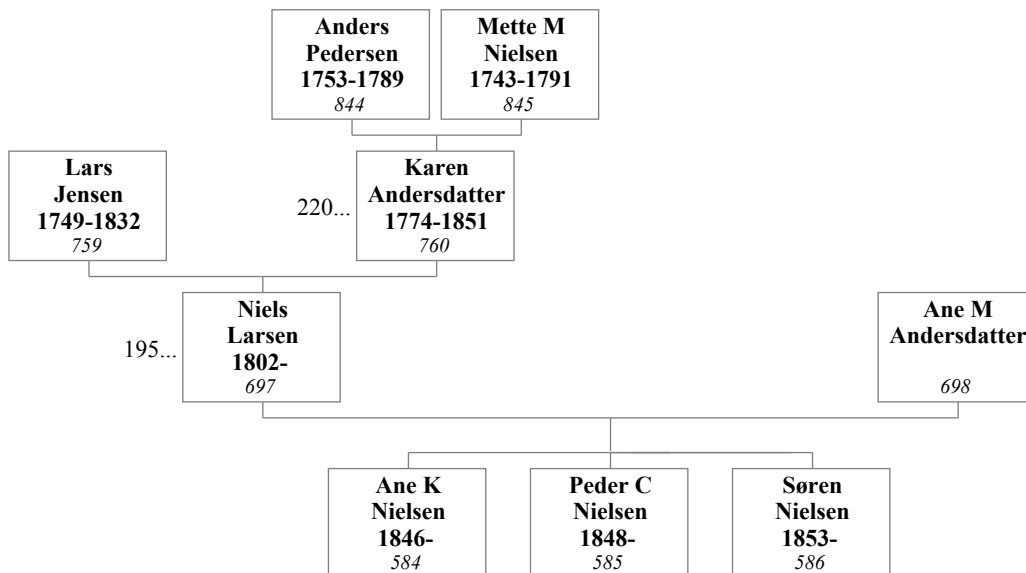 Anders
Pedersen
1753-1789
844
Mette M
Nielsen
1743-1791
845
Lars
Jensen
1749-1832
759
220...
Karen
Andersdatter
1774-1851
760
195...
Niels
Larsen
1802-
697
Ane M
Andersdatter
698
Ane K
Nielsen
1846-
584
Peder C
Nielsen
1848-
585
Søren
Nielsen
1853-
586